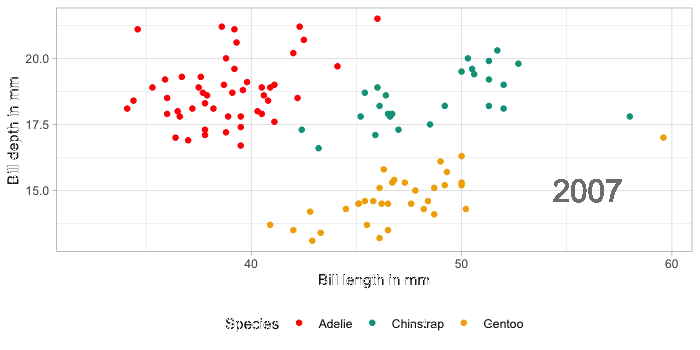 20.0
17.5
15.0
Bill depth in mm
2007
40 50 60
Bill length in mm
Species Adelie Chinstrap Gentoo